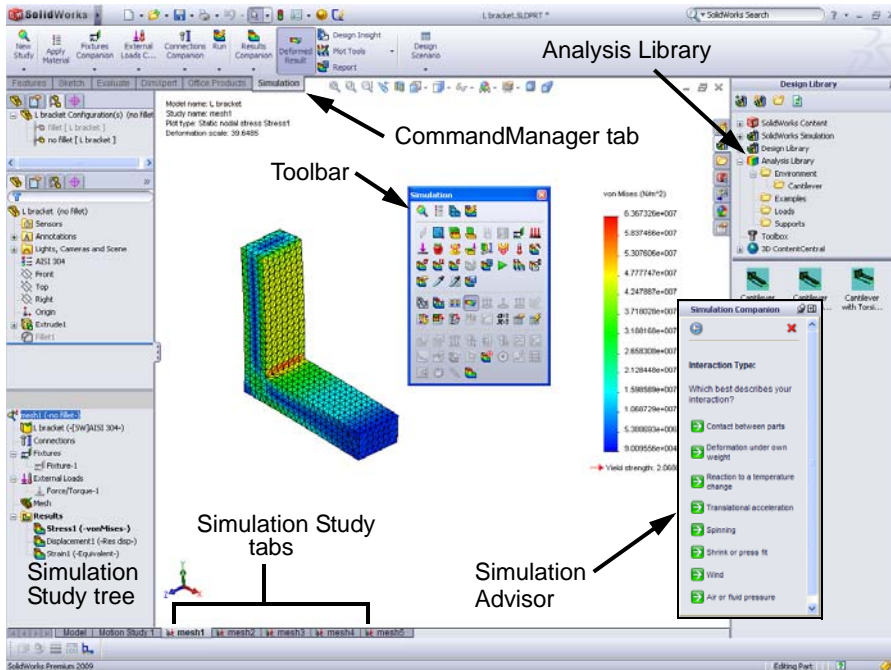 SolidWorks
L bracket.SLDPRT *
SolidWorks Search
New Study
Apply Material
Fixtures Companion
External Loads C...
Connections Companion
Run
Results Companion
Deformed Result
Design Insight
Plot Tools
Report
Design Scenario
Features
Sketch
Evaluate
DimXpert
Office Products
Simulation
Analysis Library
CommandManager tab
Toolbar
L bracket Configuration(s) (no fillet
fillet [ L bracket ]
no fillet [ L bracket ]
Model name: L bracket
Study name: mesh1
Plot type: Static nodal stress Stress1
Deformation scale: 39.6485
Design Library
SolidWorks Content
SolidWorks Simulation
Design Library
Analysis Library
Environment
Cantilever
Examples
Loads
Supports
Toolbox
3D ContentCentral
L bracket (no fillet)
Sensors
Annotations
Lights, Cameras and Scene
AISI 304
Front
Top
Right
Origin
Extrude1
Fillet1
Simulation
von Mises (N/m^2)
6.367326e+007
5.837466e+007
5.307606e+007
4.777747e+007
4.247887e+007
3.718028e+007
3.188168e+007
2.658308e+007
2.128448e+007
1.598589e+007
1.068729e+007
5.388693e+006
9.009556e+004
Yield strength: 2.068
Cantilever
Cantilever
Cantilever with Torsi...
Simulation Companion
Interaction Type:
Which best describes your interaction?
Contact between parts
Deformation under own weight
Reaction to a temperature change
Translational acceleration
Spinning
Shrink or press fit
Wind
Air or fluid pressure
mesh1 (-no fillet-)
L bracket (-[SW]AISI 304-)
Connections
Fixtures
Fixture-1
External Loads
Force/Torque-1
Mesh
Results
Stress1 (-vonMises-)
Displacement1 (-Res disp-)
Strain1 (-Equivalent-)
Simulation Study tree
Simulation Study tabs
Simulation Advisor
Model
Motion Study 1
mesh1
mesh2
mesh3
mesh4
mesh5
SolidWorks Premium 2009
Editing Part